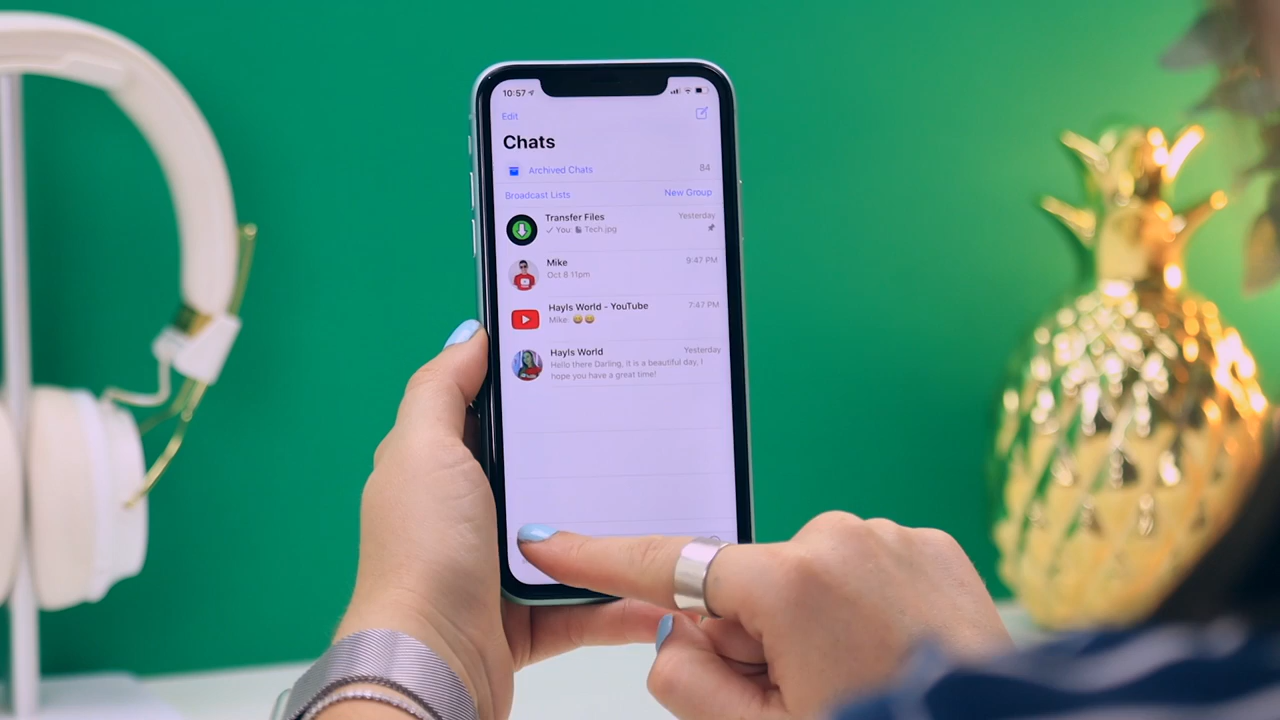 10:57
Edit
Chats
Archived Chats 84
Broadcast Lists New Group
Transfer Files Yesterday
✓ You: Tech.jpg
Mike 9:47 PM
Oct 8 11pm
Hayls World - YouTube 7:47 PM
Mike: 😄😄
Hayls World Yesterday
Hello there Darling, it is a beautiful day, I
hope you have a great time!